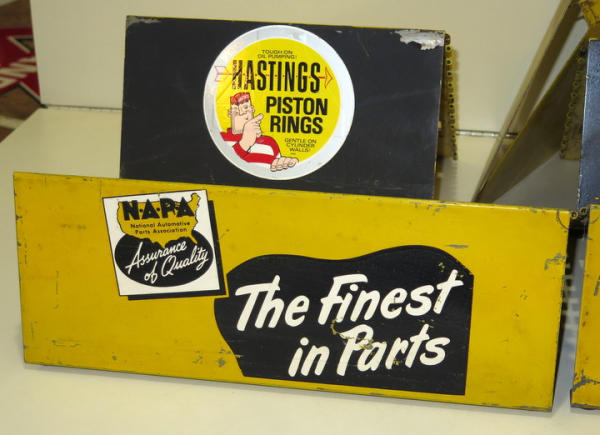 TOUGH ON
OIL PUMPING!
HASTINGS
PISTON
RINGS
GENTLE ON
CYLINDER
WALLS!
NAPA
National Automotive
Parts Association
Assurance
of Quality
The Finest
in Parts